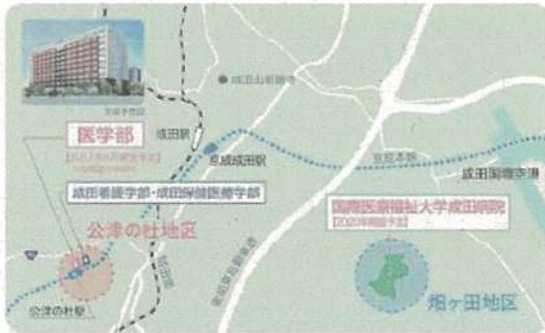 成田山新勝寺
医学部
成田駅
京成成田駅
京成本線
成田国際空港
成田看護学部・成田保健医療学部
国際医療福祉大学成田病院
公津の杜地区
公津の杜駅
畑ヶ田地区